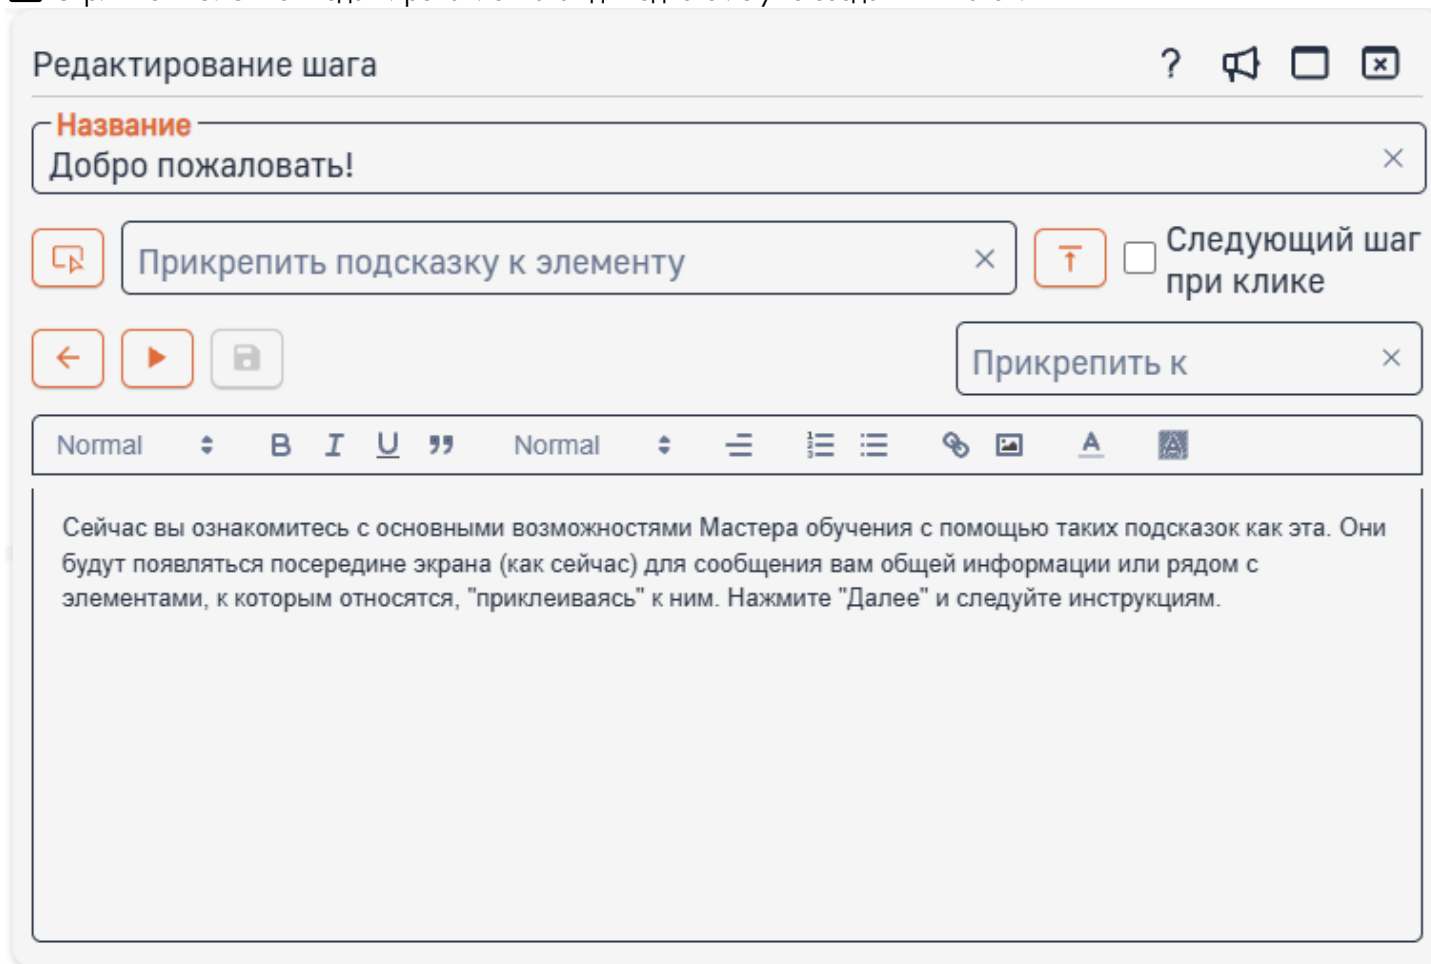 Редактирование шага
?
Название
Добро пожаловать!
Прикрепить подсказку к элементу
Следующий шаг
при клике
Прикрепить к
Normal B I U Normal A A
Сейчас вы ознакомитесь с основными возможностями Мастера обучения с помощью таких подсказок как эта. Они
будут появляться посередине экрана (как сейчас) для сообщения вам общей информации или рядом с
элементами, к которым относятся, "приклеиваясь" к ним. Нажмите "Далее" и следуйте инструкциям.